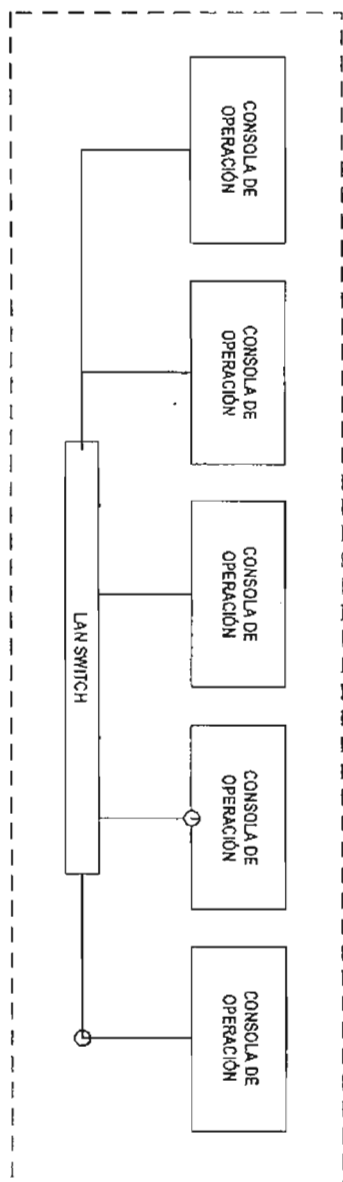 CONSOLA DE
OPERACIÓN
CONSOLA DE
OPERACIÓN
CONSOLA DE
OPERACIÓN
CONSOLA DE
OPERACIÓN
CONSOLA DE
OPERACIÓN
LAN SWITCH